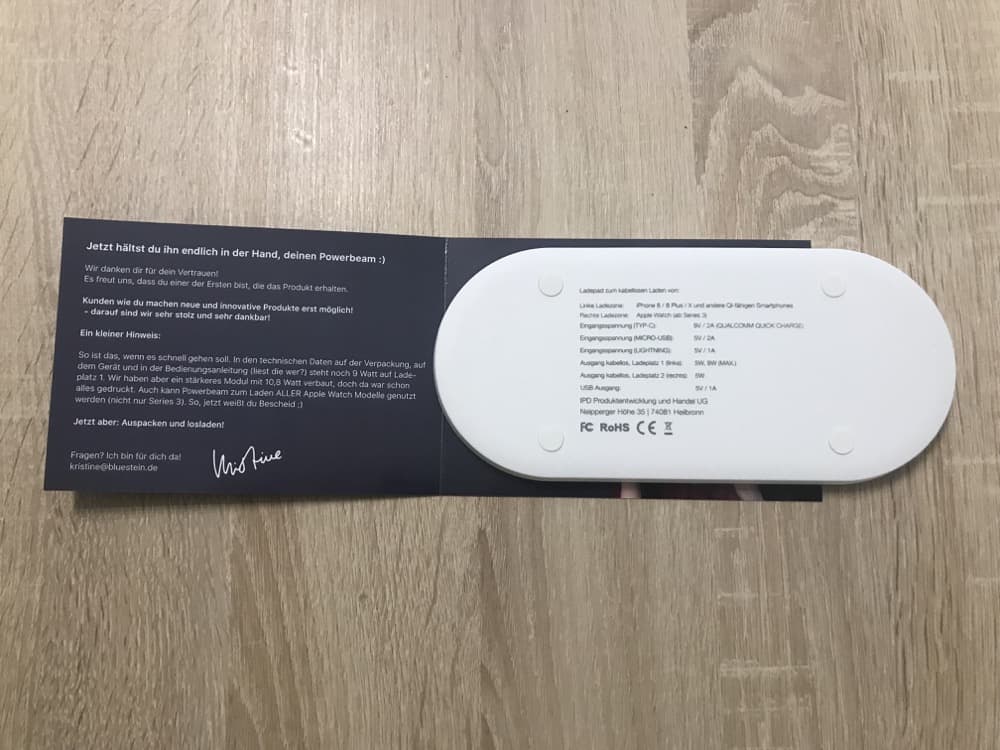 Jetzt hältst du ihn endlich in der Hand, deinen Powerbeam :)
Wir danken dir für dein Vertrauen!
Es freut uns, dass du einer der Ersten bist, die das Produkt erhalten.
Kunden wie du machen neue und innovative Produkte erst möglich!
- darauf sind wir sehr stolz und sehr dankbar!
Ein kleiner Hinweis:
So ist das, wenn es schnell gehen soll. In den technischen Daten auf der Verpackung, auf
dem Gerät und in der Bedienungsanleitung (liest die wer?) steht noch 9 Watt auf Lade-
platz 1. Wir haben aber ein stärkeres Modul mit 10,8 Watt verbaut, doch da war schon
alles gedruckt. Auch kann Powerbeam zum Laden ALLER Apple Watch Modelle genutzt
werden (nicht nur Series 3). So, jetzt weißt du Bescheid ;)
Jetzt aber: Auspacken und losladen!
Fragen? Ich bin für dich da!
kristine@bluestein.de
Kristine
Ladepad zum kabellosen Laden von:
Linke Ladezone: iPhone 8 / 8 Plus / X und andere QI-fähigen Smartphones
Rechte Ladezone: Apple Watch (ab Series 3)
Eingangsspannung (TYP-C): 9V / 2A (QUALCOMM QUICK CHARGE)
Eingangsspannung (MICRO-USB): 5V / 2A
Eingangsspannung (LIGHTNING): 5V / 1A
Ausgang kabellos, Ladeplatz 1 (links): 5W, 9W (MAX.)
Ausgang kabellos, Ladeplatz 2 (rechts): 5W
USB Ausgang: 5V / 1A
IPD Produktentwicklung und Handel UG
Neipperger Höhe 35 | 74081 Heilbronn
FC RoHS CE